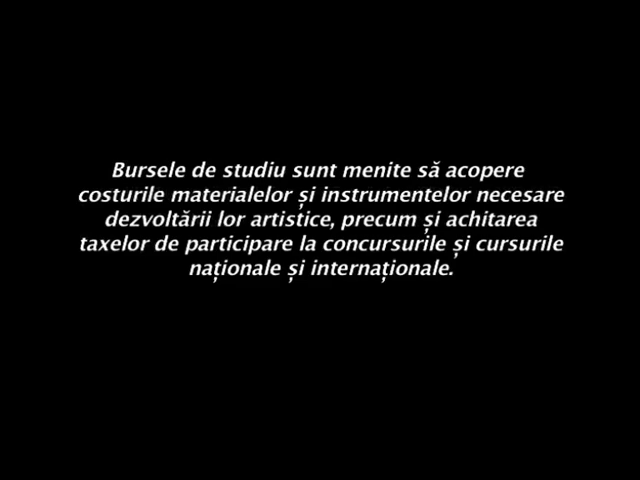 Bursele de studiu sunt menite să acopere
costurile materialelor și instrumentelor necesare
dezvoltării lor artistice, precum și achitarea
taxelor de participare la concursurile și cursurile
naționale și internaționale.